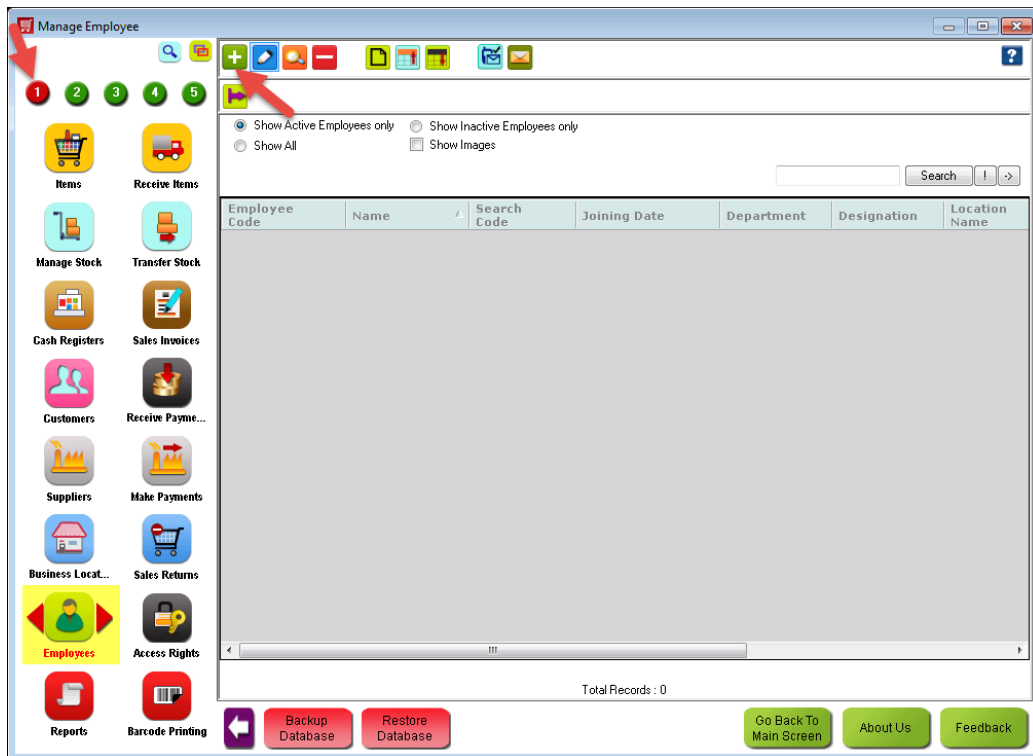 Manage Employee
?
1 2 3 4 5
Show Active Employees only Show Inactive Employees only
Show All Show Images
Search ! ->
Items Receive Items
Employee Code Name Search Code Joining Date Department Designation Location Name
Manage Stock Transfer Stock
Cash Registers Sales Invoices
Customers Receive Payme...
Suppliers Make Payments
Business Locat... Sales Returns
Employees Access Rights
Total Records : 0
Reports Barcode Printing
Backup Database
Restore Database
Go Back To Main Screen
About Us
Feedback